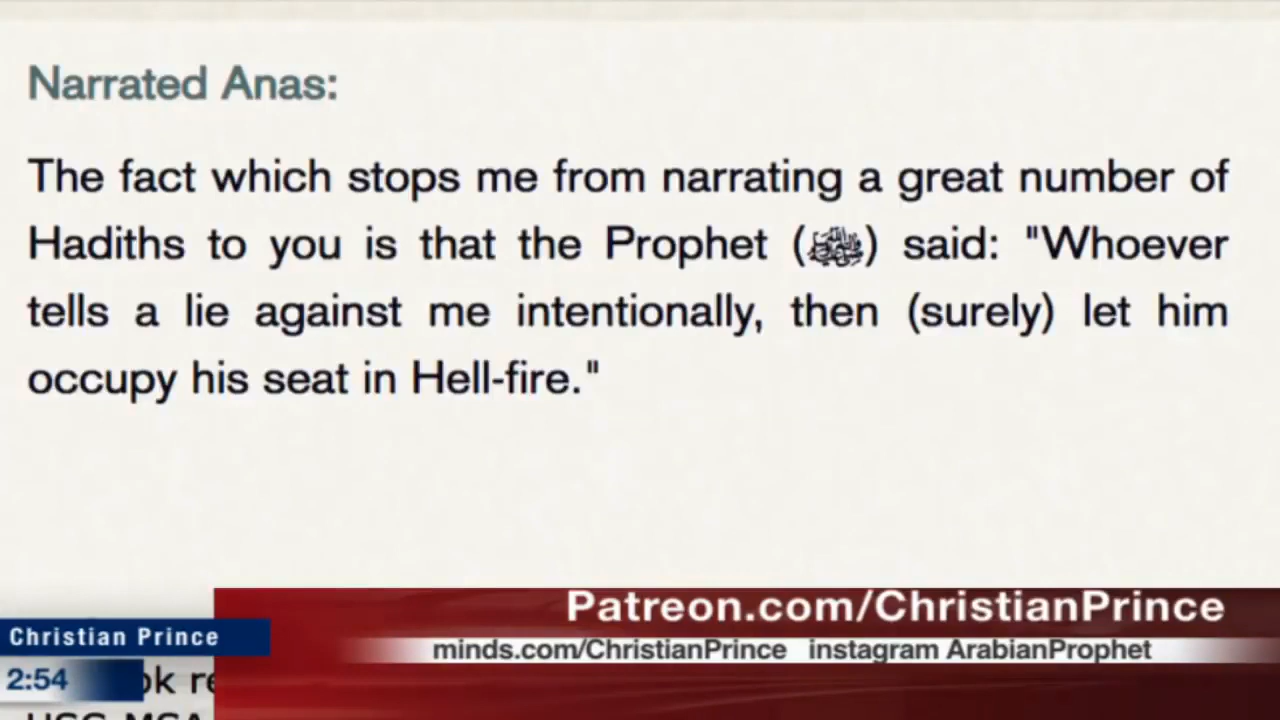 Narrated Anas:
The fact which stops me from narrating a great number of
Hadiths to you is that the Prophet (ﷺ) said: "Whoever
tells a lie against me intentionally, then (surely) let him
occupy his seat in Hell-fire."
Patreon.com/ChristianPrince
Christian Prince
minds.com/ChristianPrince instagram ArabianProphet
2:54